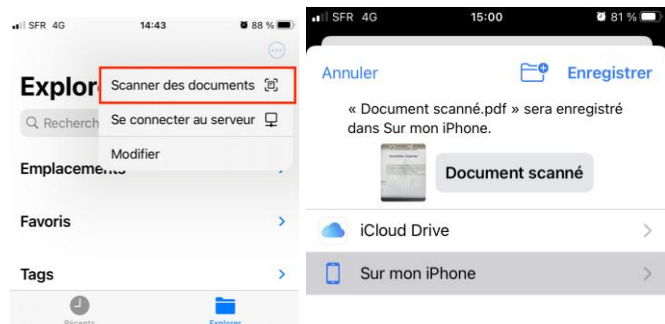 SFR 4G 14:43 88 %
Explor
Scanner des documents
Recherch
Se connecter au serveur
Modifier
Emplacements
Favoris
Tags
Récents Explorer
SFR 4G 15:00 81 %
Annuler Enregistrer
« Document scanné.pdf » sera enregistré
dans Sur mon iPhone.
Document scanné
iCloud Drive
Sur mon iPhone